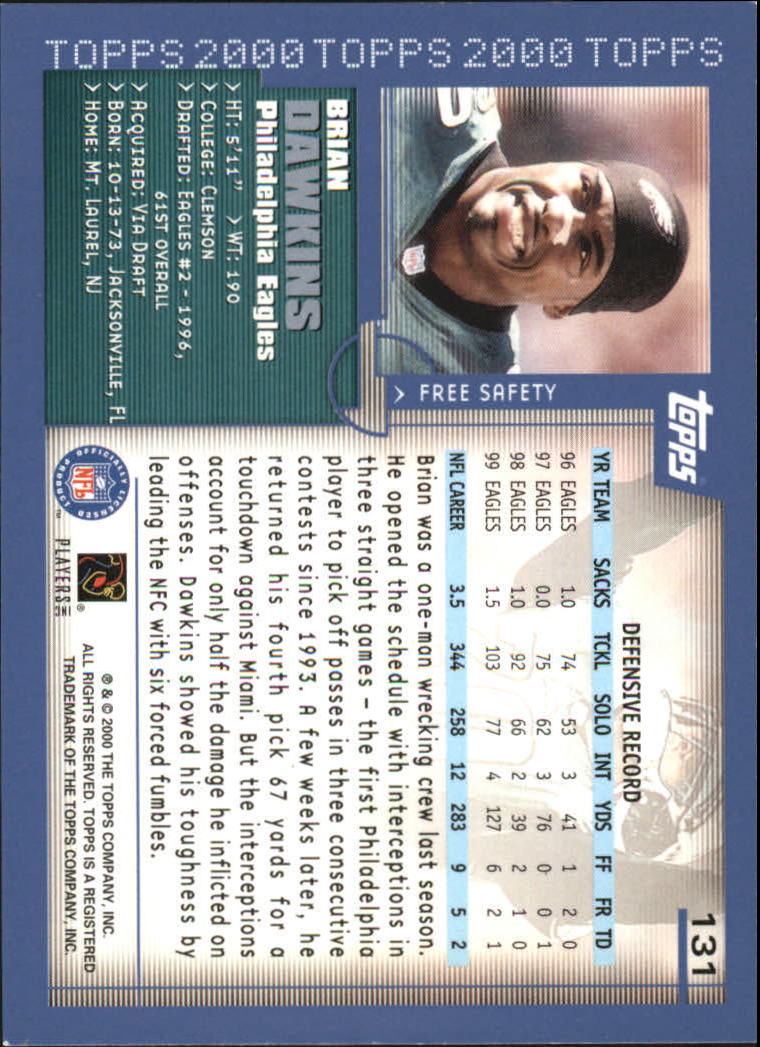 TOPPS 2000 TOPPS 2000 TOPPS
131
topps
> FREE SAFETY
BRIAN
DAWKINS
Philadelphia Eagles
> HT: 5'11" > WT: 190
> COLLEGE: CLEMSON
> DRAFTED: EAGLES #2 - 1996,
61ST OVERALL
> ACQUIRED: VIA DRAFT
> BORN: 10-13-73, JACKSONVILLE, FL
> HOME: MT. LAUREL, NJ
DEFENSIVE RECORD
YR TEAM SACKS TCKL SOLO INT YDS FF FR TD
96 EAGLES 1.0 74 53 3 41 1 2 0
97 EAGLES 0.0 75 62 3 76 0 0 1
98 EAGLES 1.0 92 66 2 39 2 1 0
99 EAGLES 1.5 103 77 4 127 6 2 1
NFL CAREER 3.5 344 258 12 283 9 5 2
Brian was a one-man wrecking crew last season.
He opened the schedule with interceptions in
three straight games – the first Philadelphia
player to pick off passes in three consecutive
contests since 1993. A few weeks later, he
returned his fourth pick 67 yards for a
touchdown against Miami. But the interceptions
account for only half the damage he inflicted on
offenses. Dawkins showed his toughness by
leading the NFC with six forced fumbles.
OFFICIALLY LICENSED PRODUCT
NFL
™
PLAYERS INC
®
® & © 2000 THE TOPPS COMPANY, INC.
ALL RIGHTS RESERVED. TOPPS IS A REGISTERED
TRADEMARK OF THE TOPPS COMPANY, INC.